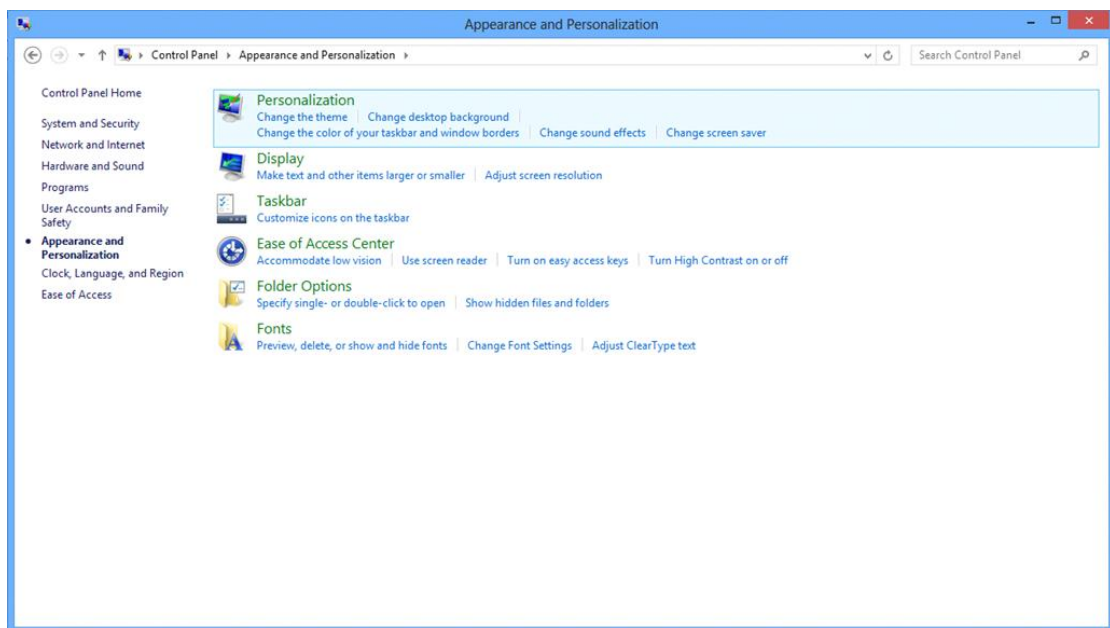 Appearance and Personalization
Control Panel Appearance and Personalization
Search Control Panel
Control Panel Home
System and Security
Network and Internet
Hardware and Sound
Programs
User Accounts and Family
Safety
Appearance and
Personalization
Clock, Language, and Region
Ease of Access
Personalization
Change the theme Change desktop background
Change the color of your taskbar and window borders Change sound effects Change screen saver
Display
Make text and other items larger or smaller Adjust screen resolution
Taskbar
Customize icons on the taskbar
Ease of Access Center
Accommodate low vision Use screen reader Turn on easy access keys Turn High Contrast on or off
Folder Options
Specify single- or double-click to open Show hidden files and folders
Fonts
Preview, delete, or show and hide fonts Change Font Settings Adjust ClearType text